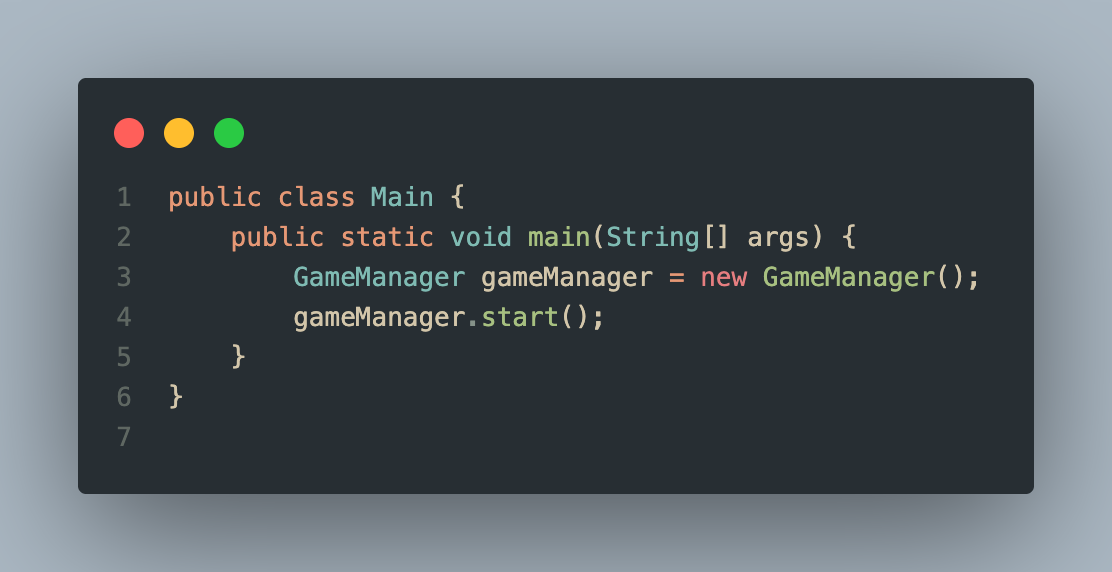 1 public class Main {
2     public static void main(String[] args) {
3         GameManager gameManager = new GameManager();
4         gameManager.start();
5     }
6 }
7